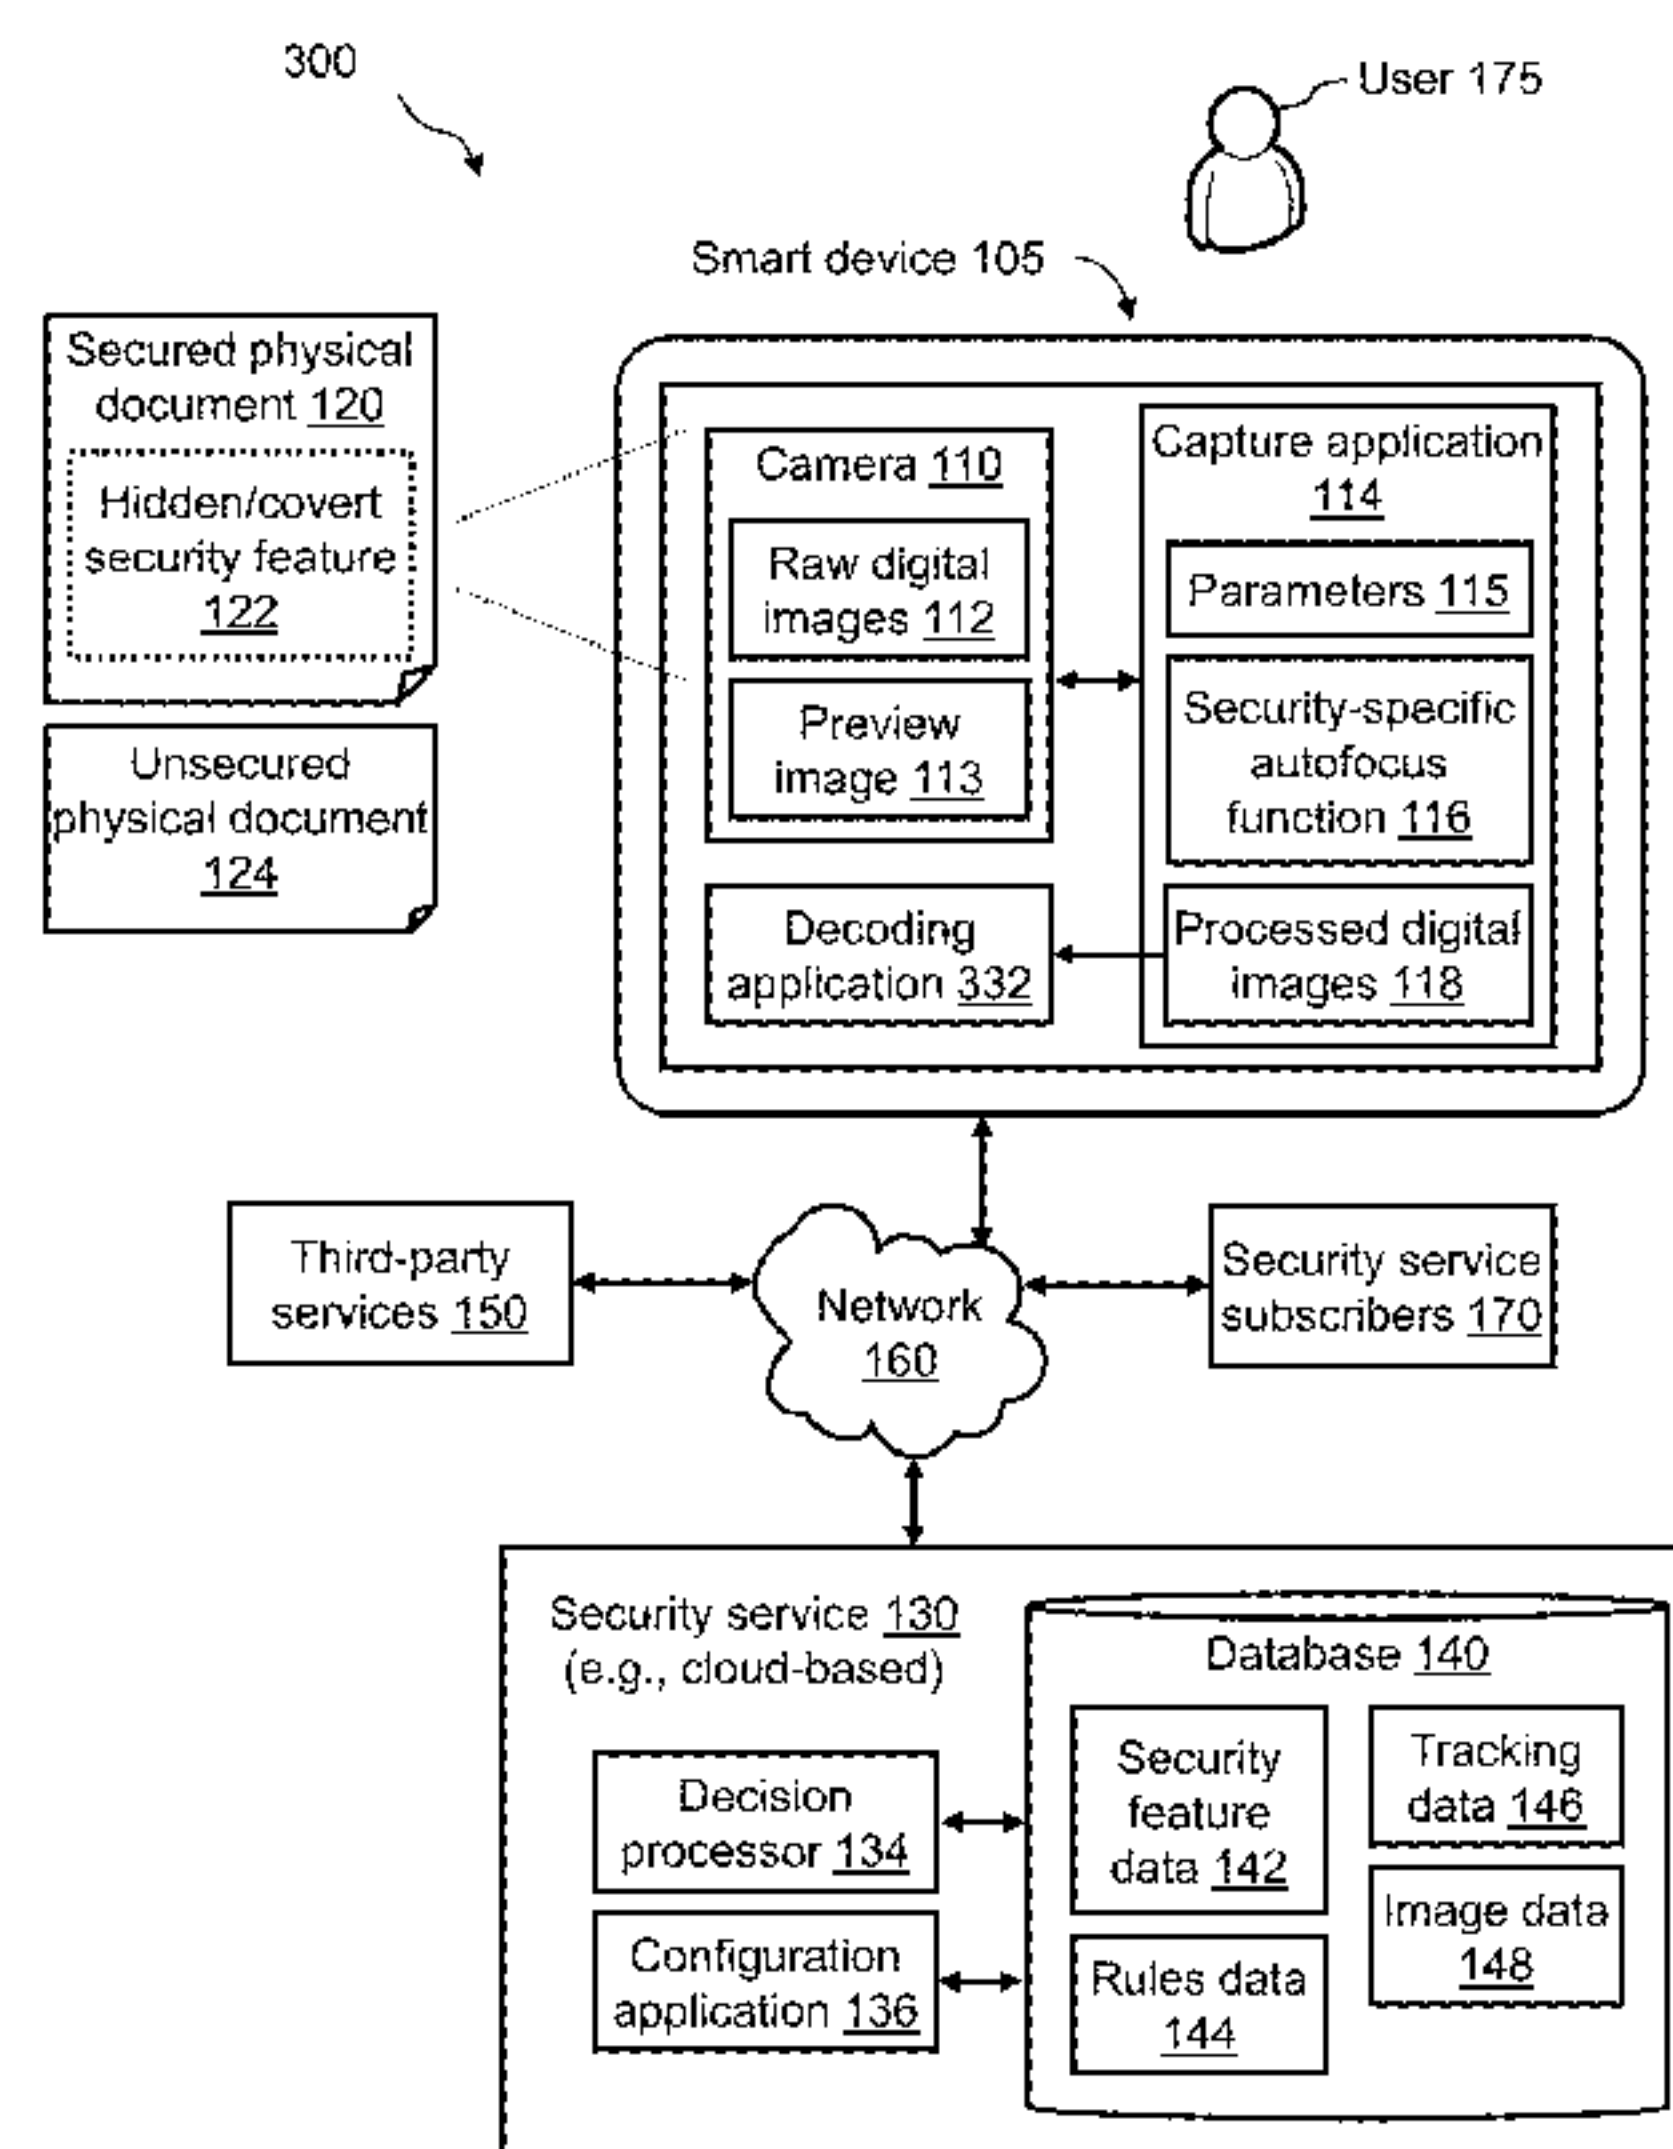 300
User 175
Smart device 105
Secured physical
document 120
Hidden/covert
security feature
122
Unsecured
physical document
124
Camera 110
Raw digital
images 112
Preview
image 113
Decoding
application 332
Capture application
114
Parameters 115
Security-specific
autofocus
function 116
Processed digital
images 118
Third-party
services 150
Network
160
Security service
subscribers 170
Security service 130
(e.g., cloud-based)
Decision
processor 134
Configuration
application 136
Database 140
Security
feature
data 142
Rules data
144
Tracking
data 146
Image data
148